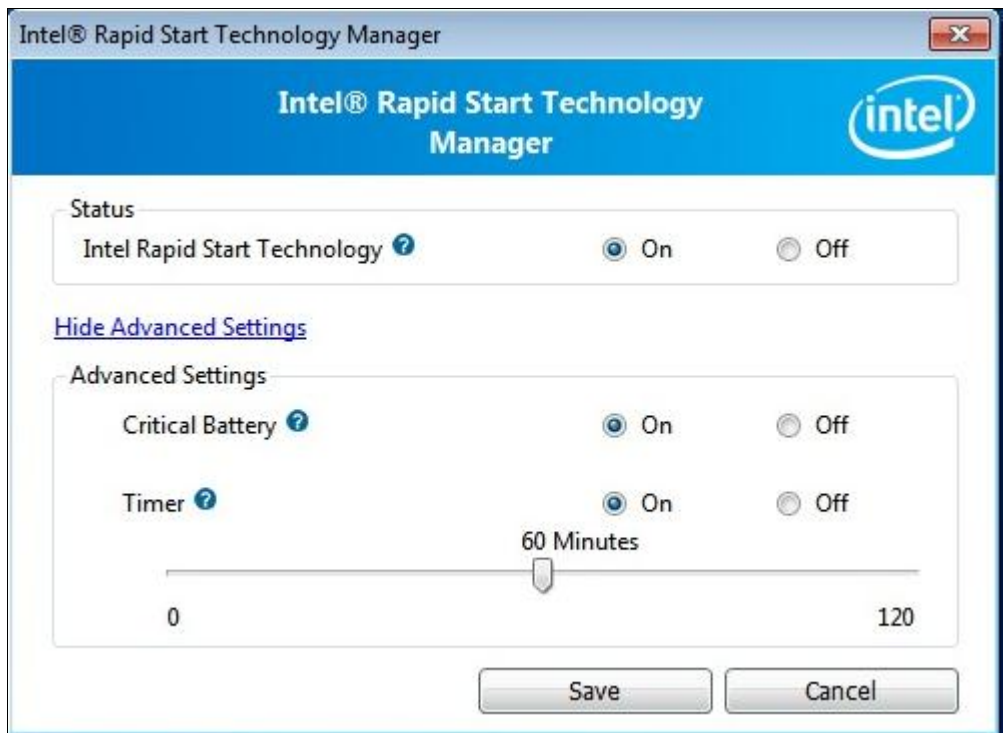 Intel® Rapid Start Technology Manager
Intel® Rapid Start Technology
Manager
intel
Status
Intel Rapid Start Technology ? On Off
Hide Advanced Settings
Advanced Settings
Critical Battery ? On Off
Timer ? On Off
60 Minutes
0 120
Save Cancel